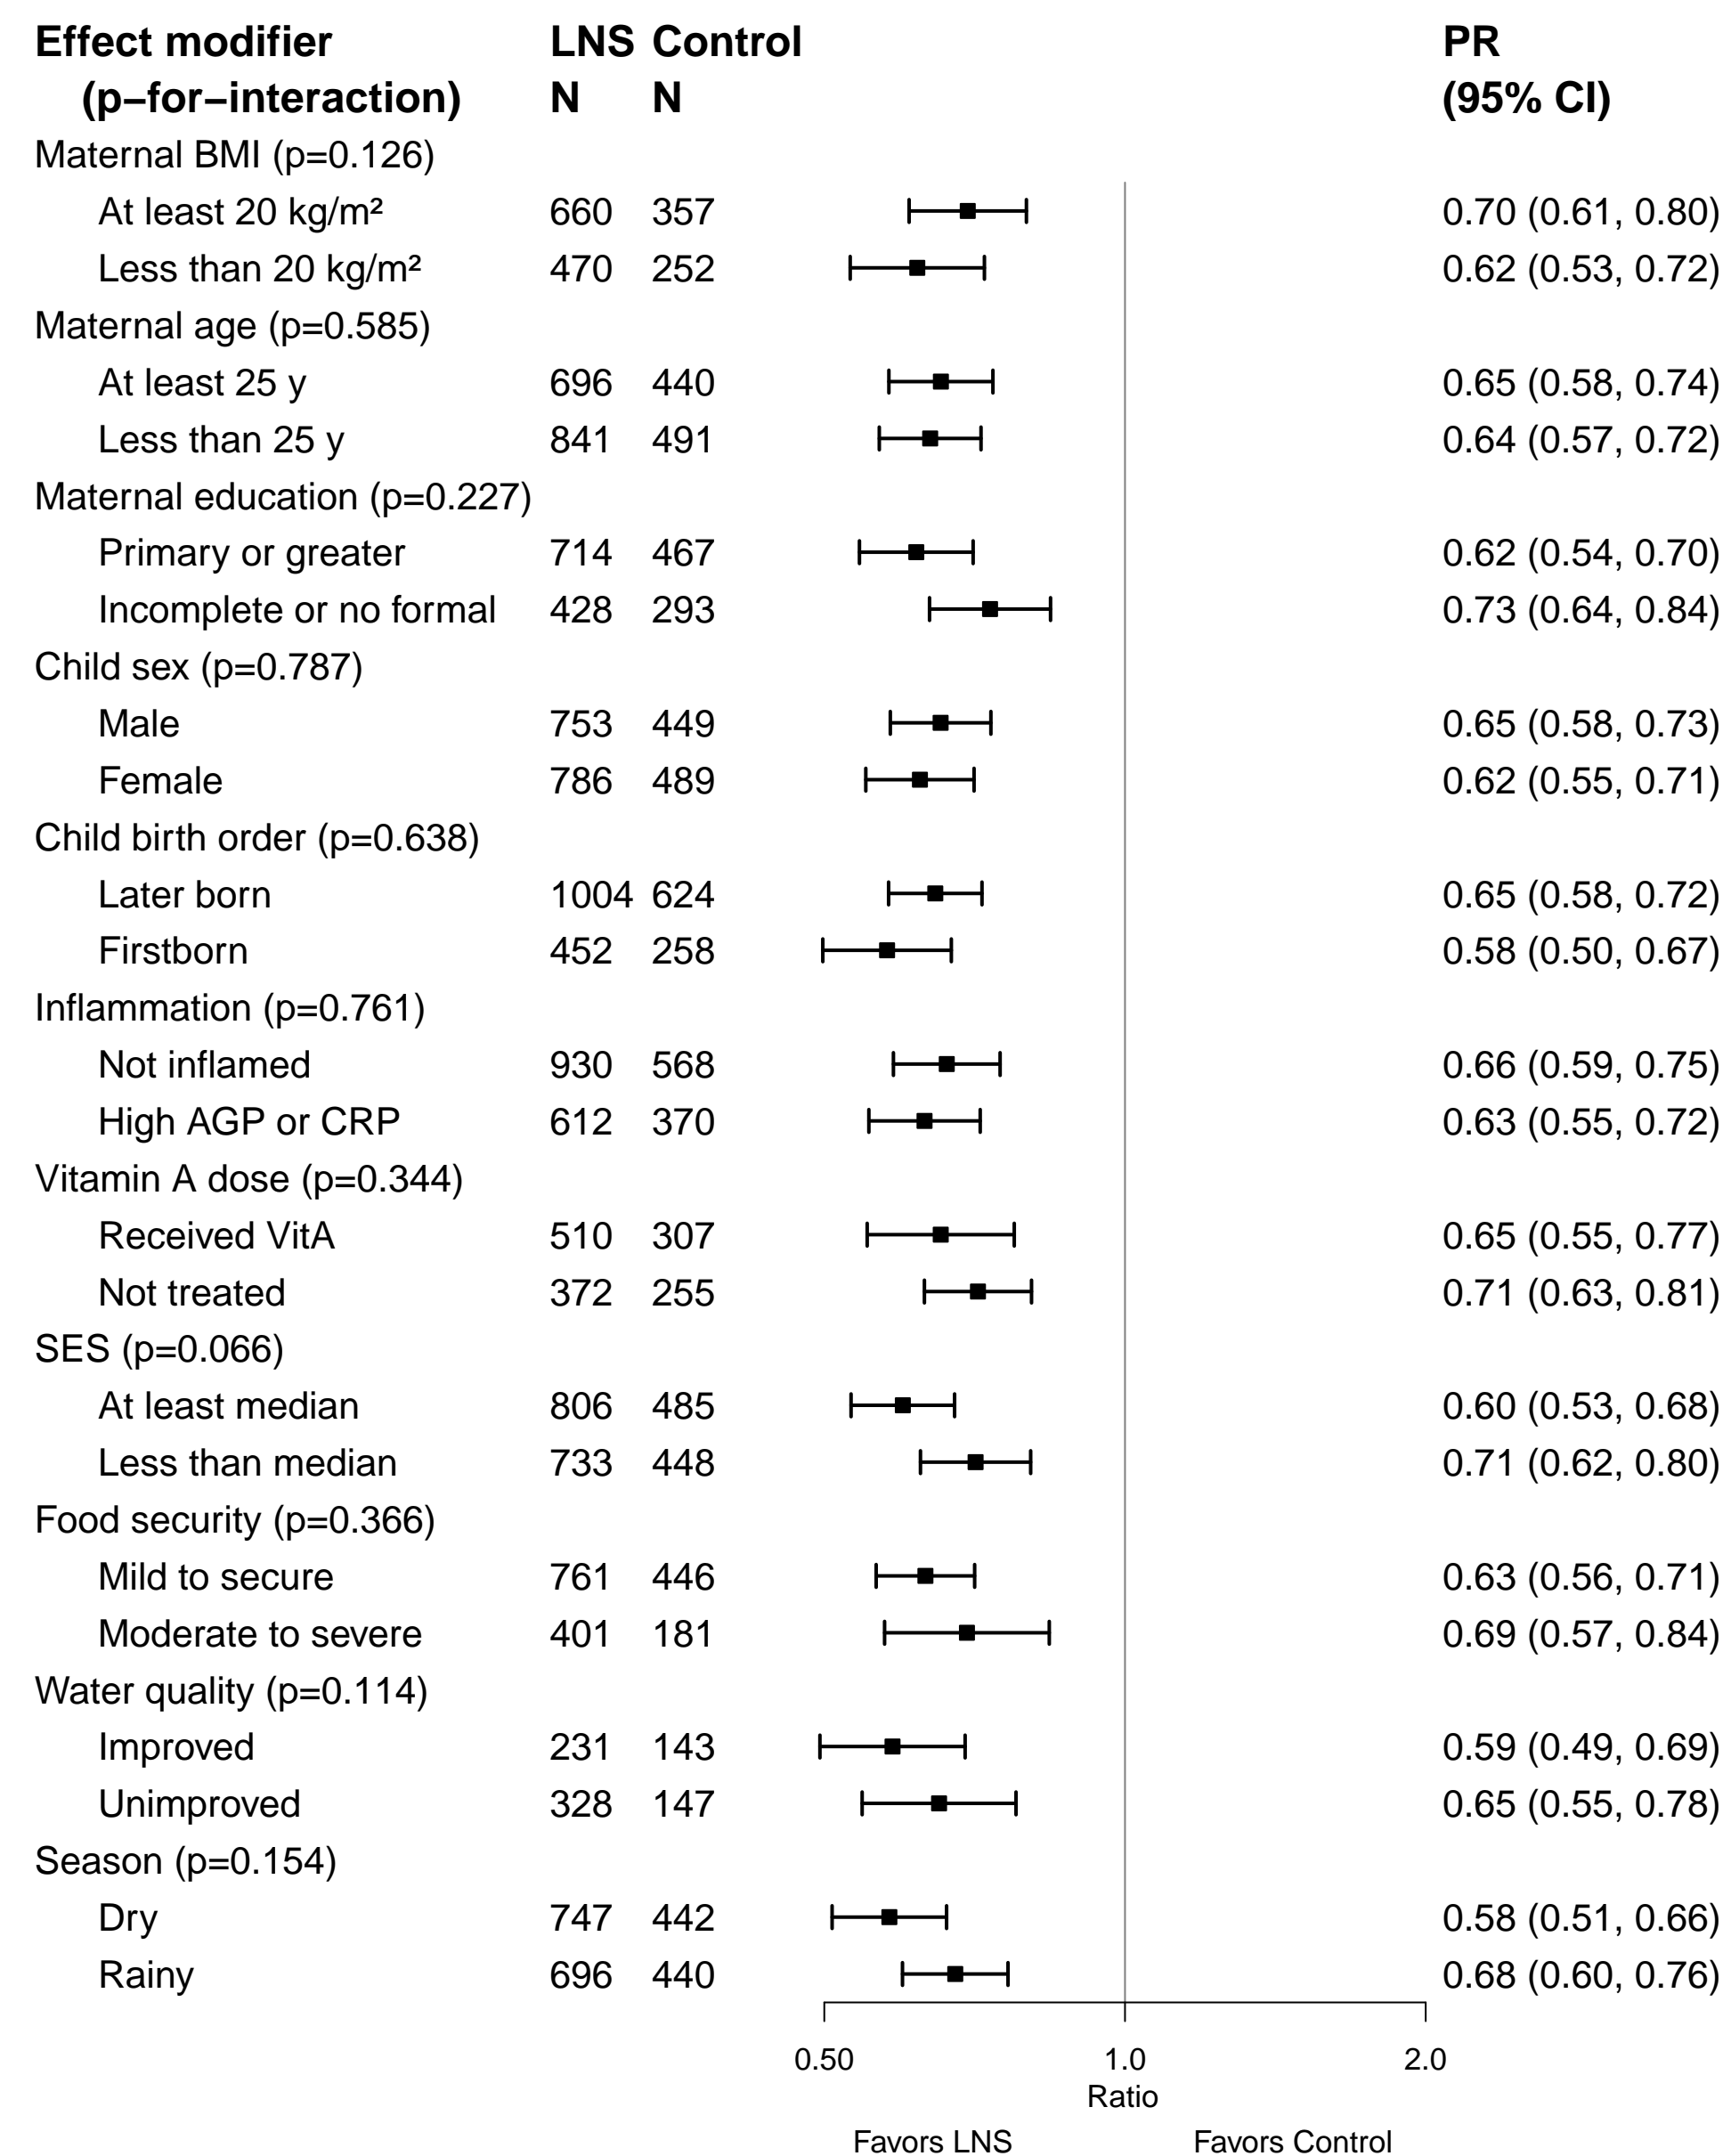 Effect modifier LNS Control PR
(p−for−interaction) N N (95% CI)
Maternal BMI (p=0.126)
At least 20 kg/m² 660 357 0.70 (0.61, 0.80)
Less than 20 kg/m² 470 252 0.62 (0.53, 0.72)
Maternal age (p=0.585)
At least 25 y 696 440 0.65 (0.58, 0.74)
Less than 25 y 841 491 0.64 (0.57, 0.72)
Maternal education (p=0.227)
Primary or greater 714 467 0.62 (0.54, 0.70)
Incomplete or no formal 428 293 0.73 (0.64, 0.84)
Child sex (p=0.787)
Male 753 449 0.65 (0.58, 0.73)
Female 786 489 0.62 (0.55, 0.71)
Child birth order (p=0.638)
Later born 1004 624 0.65 (0.58, 0.72)
Firstborn 452 258 0.58 (0.50, 0.67)
Inflammation (p=0.761)
Not inflamed 930 568 0.66 (0.59, 0.75)
High AGP or CRP 612 370 0.63 (0.55, 0.72)
Vitamin A dose (p=0.344)
Received VitA 510 307 0.65 (0.55, 0.77)
Not treated 372 255 0.71 (0.63, 0.81)
SES (p=0.066)
At least median 806 485 0.60 (0.53, 0.68)
Less than median 733 448 0.71 (0.62, 0.80)
Food security (p=0.366)
Mild to secure 761 446 0.63 (0.56, 0.71)
Moderate to severe 401 181 0.69 (0.57, 0.84)
Water quality (p=0.114)
Improved 231 143 0.59 (0.49, 0.69)
Unimproved 328 147 0.65 (0.55, 0.78)
Season (p=0.154)
Dry 747 442 0.58 (0.51, 0.66)
Rainy 696 440 0.68 (0.60, 0.76)
0.50 1.0 2.0
Ratio
Favors LNS Favors Control